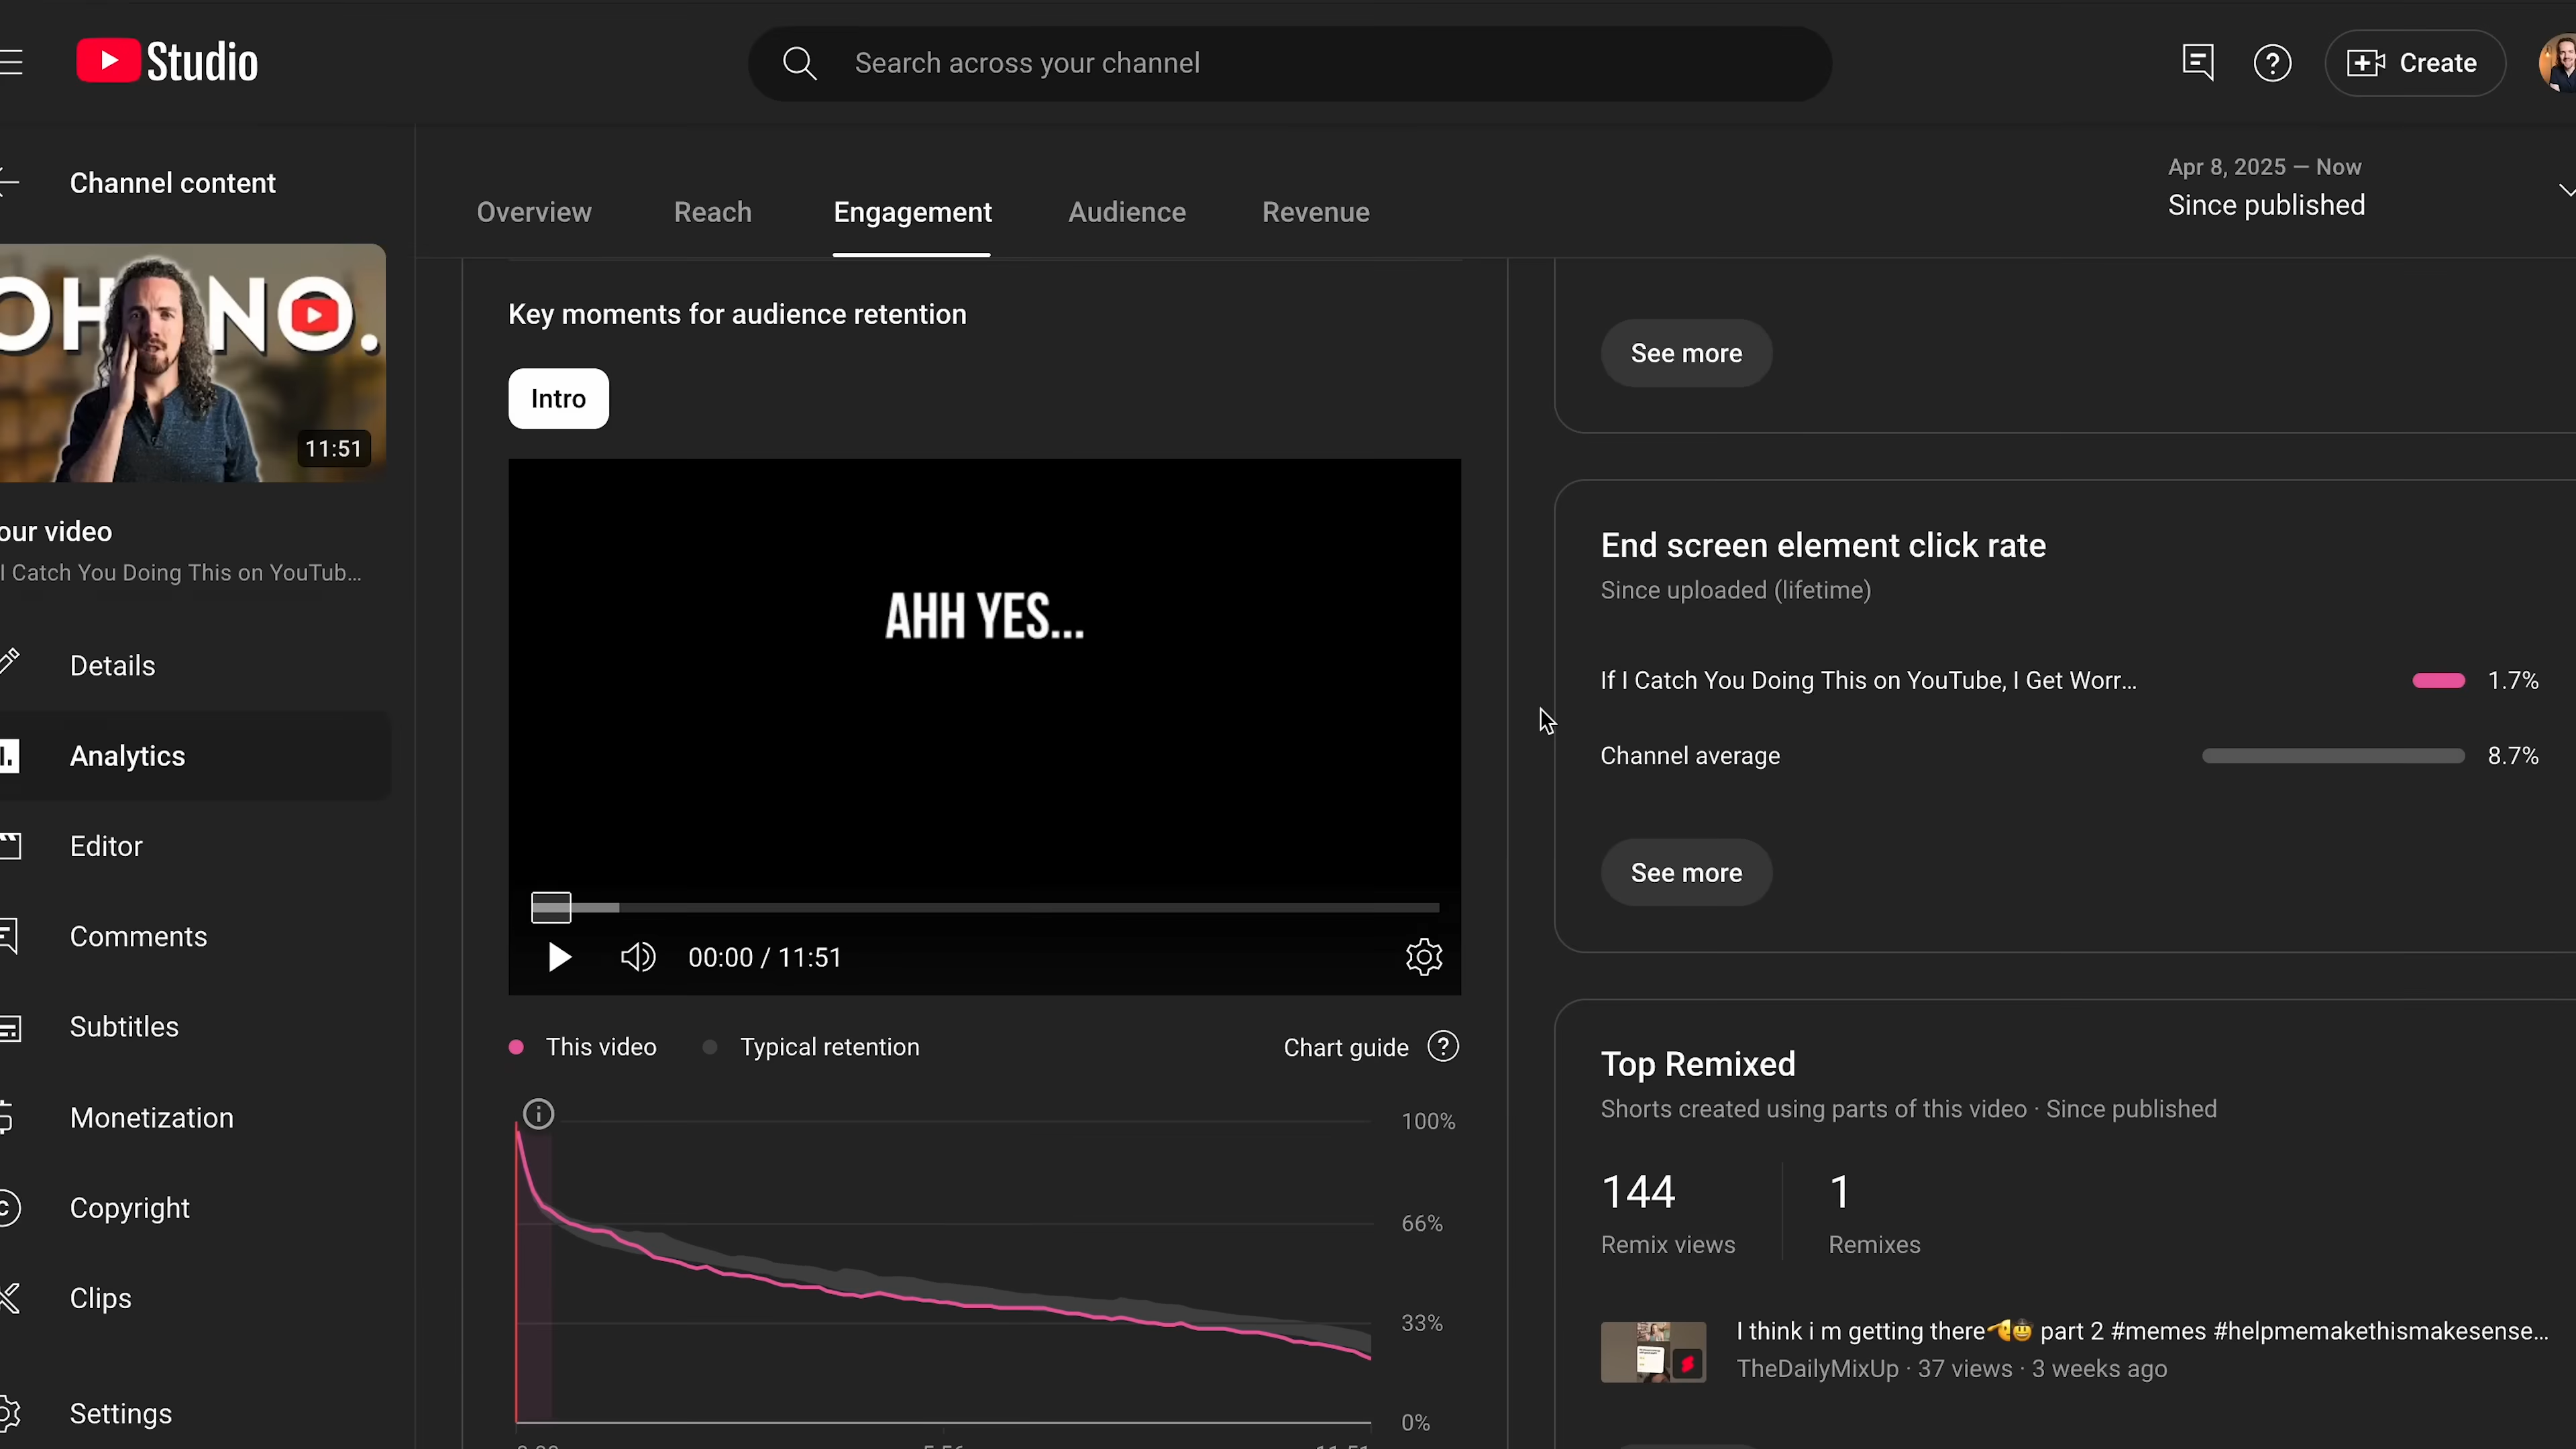 Studio
Search across your channel
Create
Channel content
OH NO.
11:51
our video
I Catch You Doing This on YouTub...
Details
Analytics
Editor
Comments
Subtitles
Monetization
Copyright
Clips
Settings
Overview
Reach
Engagement
Audience
Revenue
Apr 8, 2025 – Now
Since published
Key moments for audience retention
Intro
AHH YES...
00:00 / 11:51
This video
Typical retention
Chart guide
100%
66%
33%
0%
5:56
11:51
See more
End screen element click rate
Since uploaded (lifetime)
If I Catch You Doing This on YouTube, I Get Worr...
1.7%
Channel average
8.7%
See more
Top Remixed
Shorts created using parts of this video · Since published
144
Remix views
1
Remixes
I think i m getting there🫡🤠 part 2 #memes #helpmemakethismakesense...
TheDailyMixUp · 37 views · 3 weeks ago